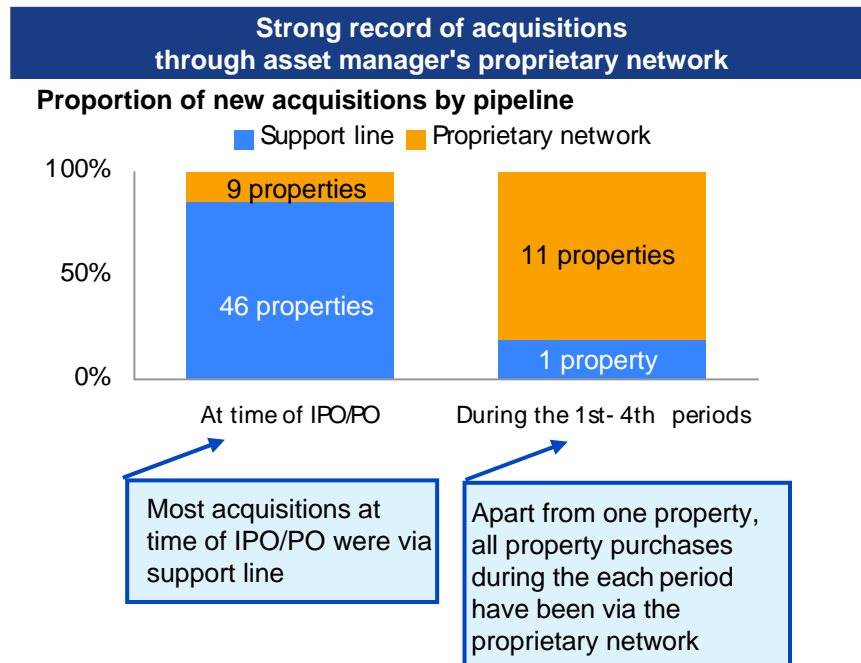 Strong record of acquisitions
through asset manager's proprietary network
Proportion of new acquisitions by pipeline
Support line Proprietary network
100%
50%
0%
9 properties
46 properties
11 properties
1 property
At time of IPO/PO
During the 1st- 4th periods
Most acquisitions at
time of IPO/PO were via
support line
Apart from one property,
all property purchases
during the each period
have been via the
proprietary network